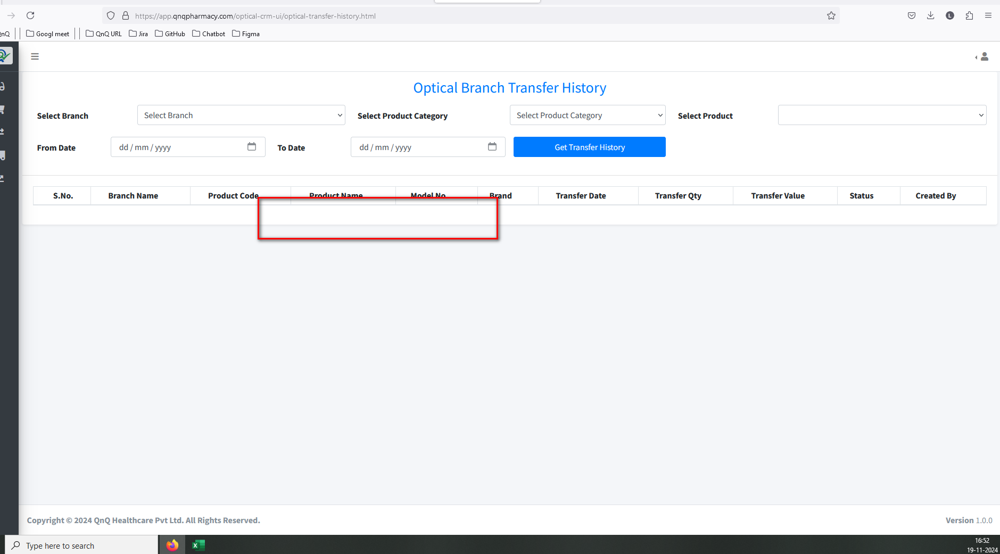 https://app.qnqpharmacy.com/optical-crm-ui/optical-transfer-history.html
L
QnQ Googl meet QnQ URL Jira GitHub Chatbot Figma
Optical Branch Transfer History
Select Branch Select Branch Select Product Category Select Product Category Select Product
From Date dd / mm / yyyy To Date dd / mm / yyyy Get Transfer History
S.No. Branch Name Product Code Product Name Model No Brand Transfer Date Transfer Qty Transfer Value Status Created By
Copyright © 2024 QnQ Healthcare Pvt Ltd. All Rights Reserved. Version 1.0.0
Type here to search
16:52
19-11-2024